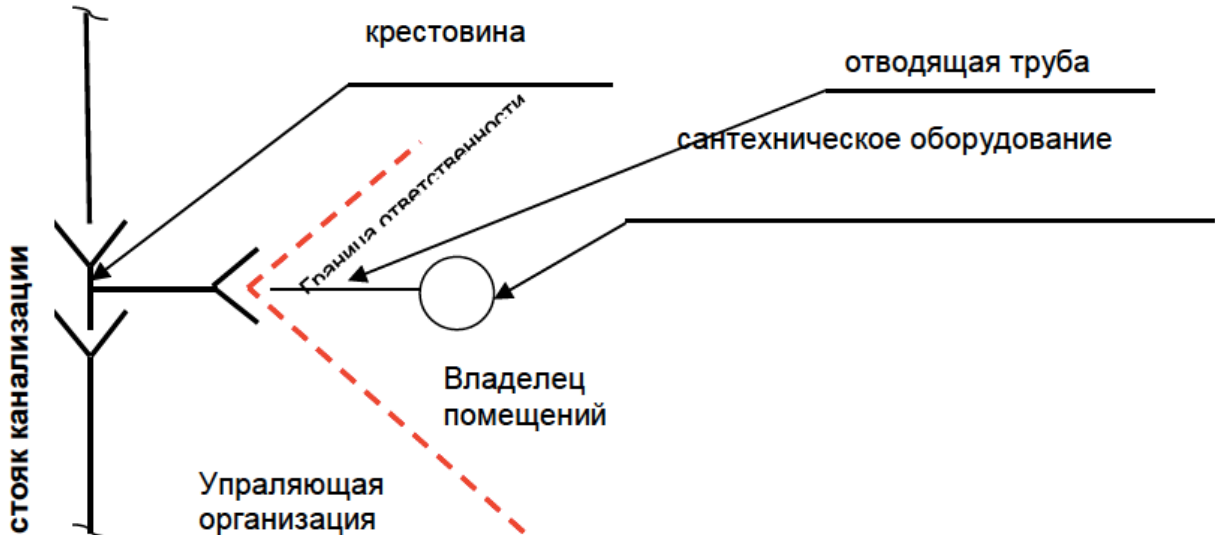 крестовина
отводящая труба
сантехническое оборудование
Граница ответственности
стояк канализации
Владелец
помещений
Упраляющая
организация